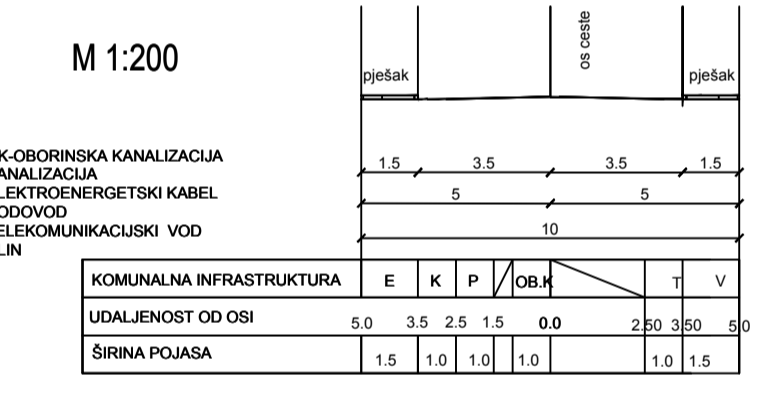 M 1:200
os ceste
pješak
pješak
K-OBORINSKA KANALIZACIJA
ANALIZACIJA
LEKTROENERGETSKI KABEL
ODOVOD
ELEKOMUNIKACIJSKI VOD
LIN
1.5 3.5 3.5 1.5
5 5
10
KOMUNALNA INFRASTRUKTURA E K P OB.K T V
UDALJENOST OD OSI 5.0 3.5 2.5 1.5 0.0 2.50 3.50 5.0
ŠIRINA POJASA 1.5 1.0 1.0 1.0 1.0 1.5